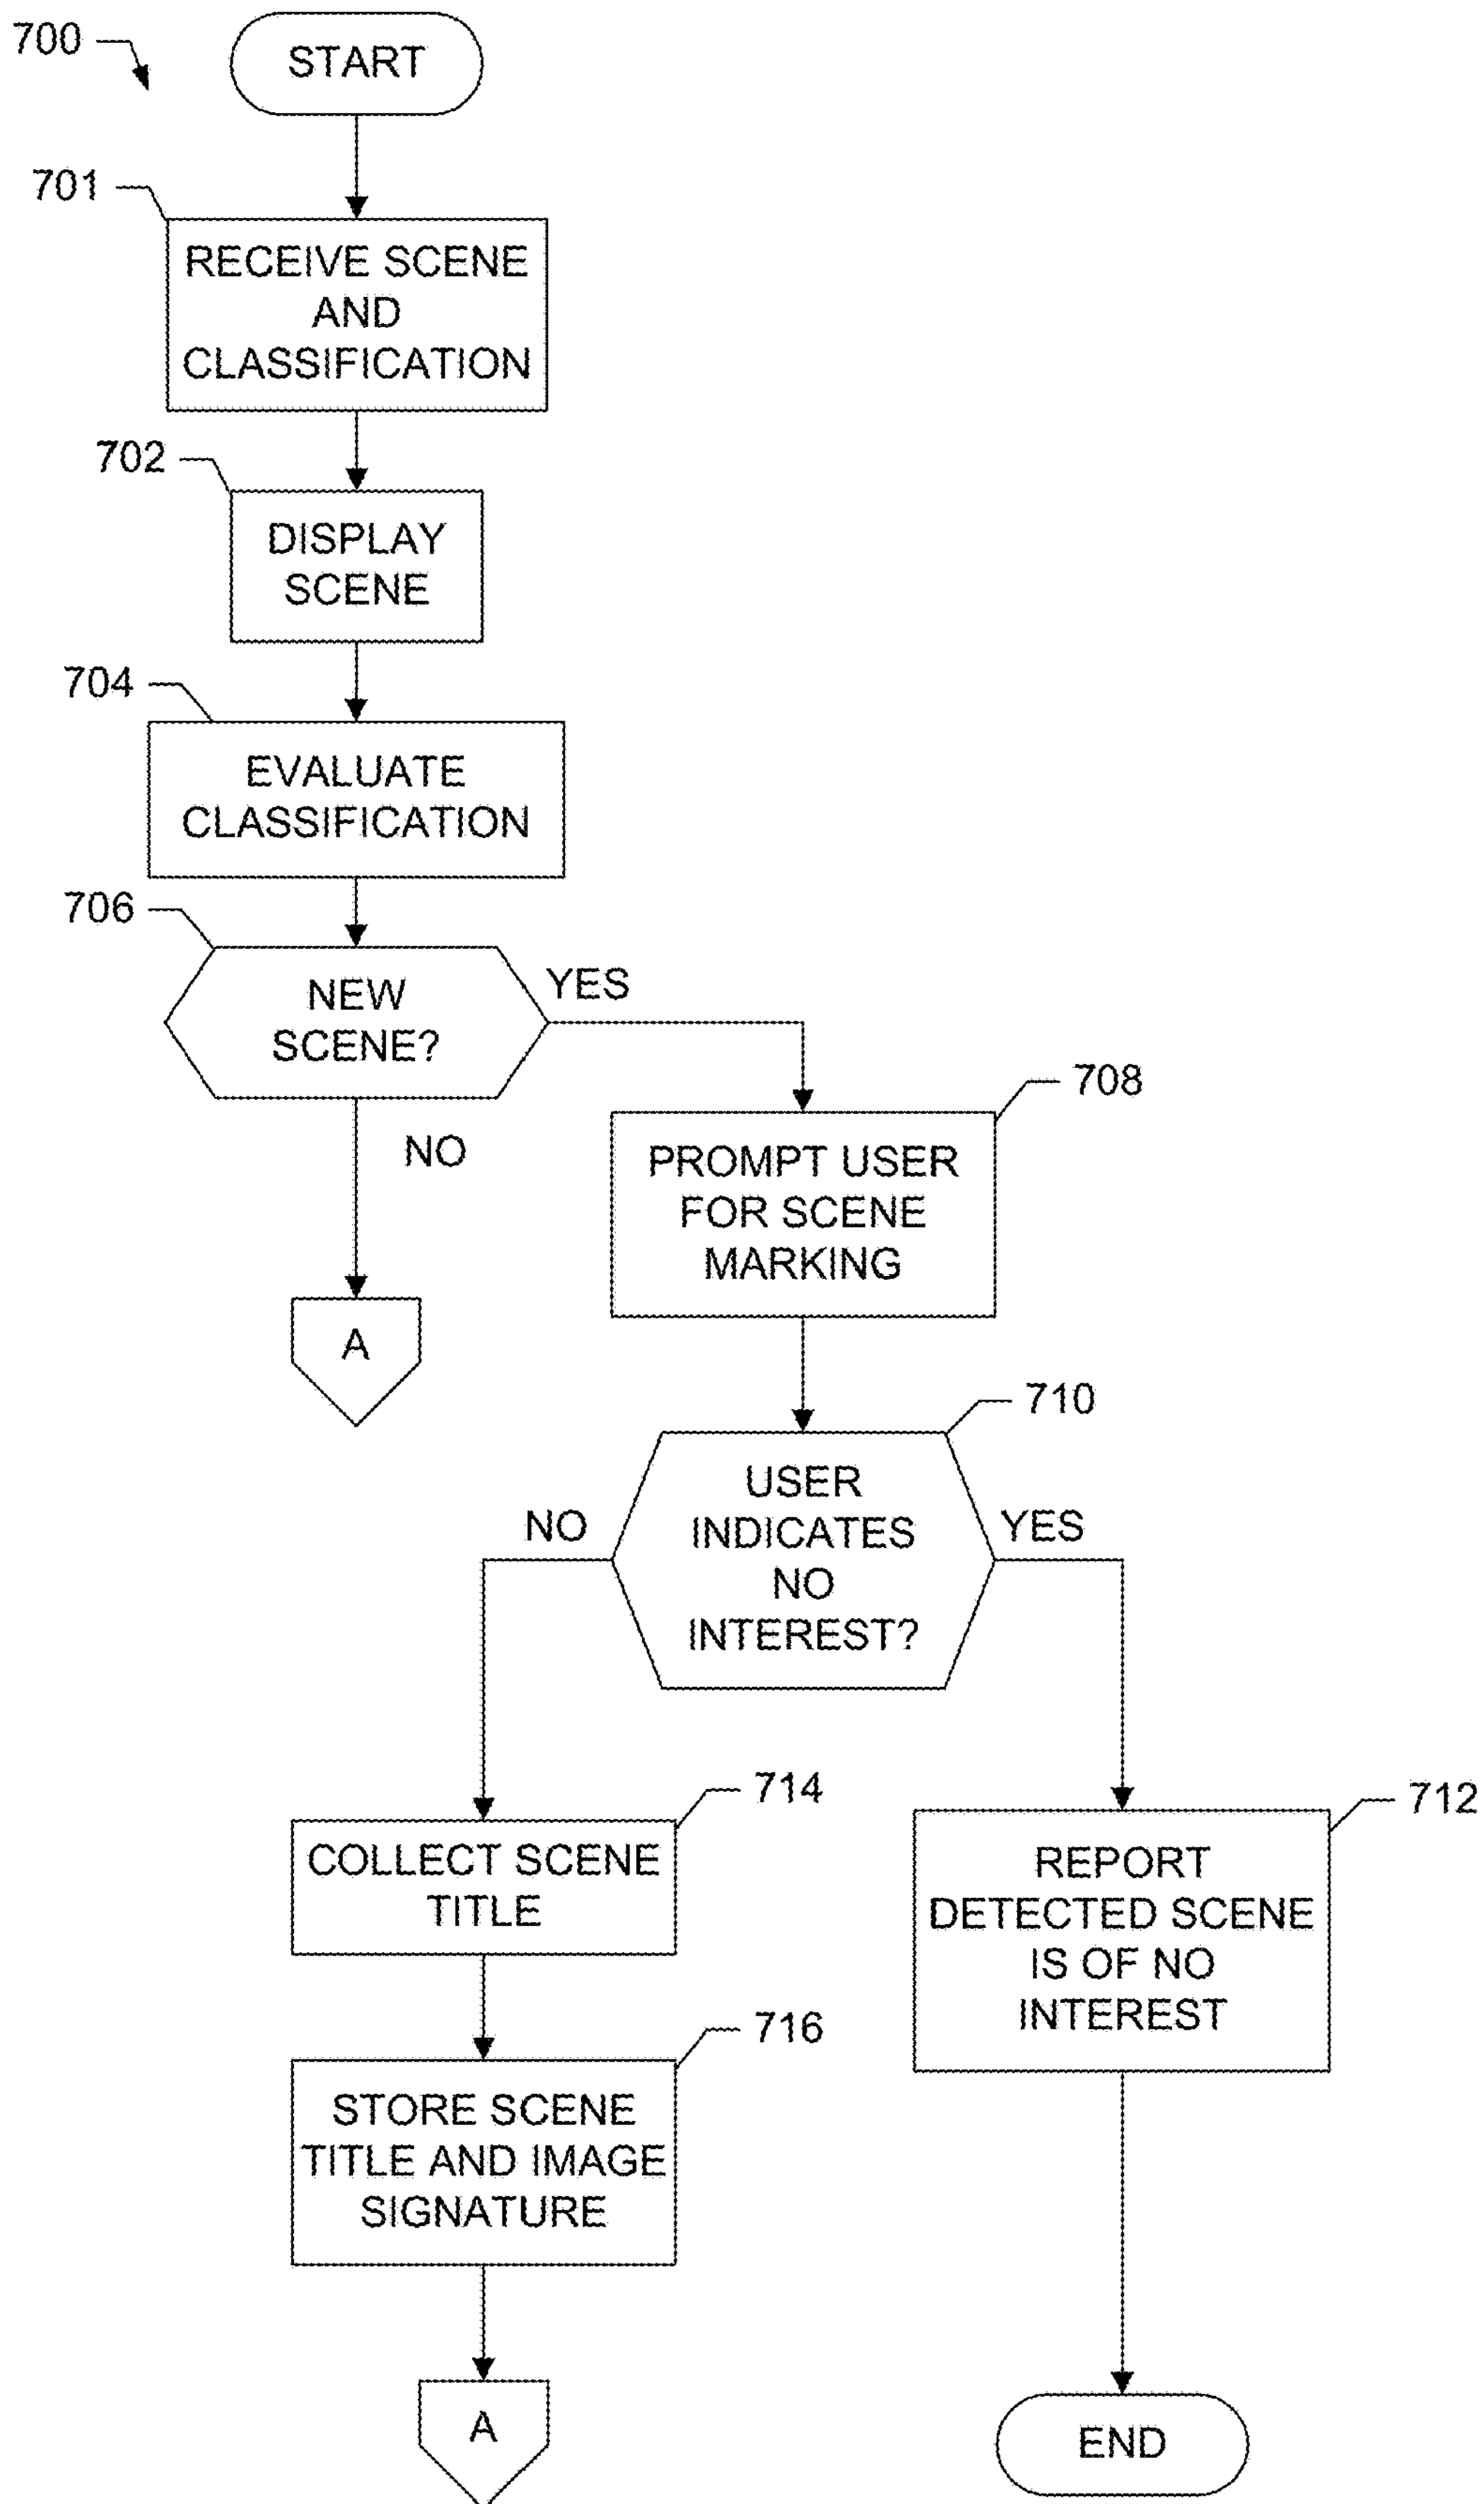 700
START
701
RECEIVE SCENE
AND
CLASSIFICATION
702
DISPLAY
SCENE
704
EVALUATE
CLASSIFICATION
706
NEW
SCENE?
YES
NO
708
PROMPT USER
FOR SCENE
MARKING
A
710
USER
INDICATES
NO
INTEREST?
NO
YES
714
COLLECT SCENE
TITLE
712
REPORT
DETECTED SCENE
IS OF NO
INTEREST
716
STORE SCENE
TITLE AND IMAGE
SIGNATURE
A
END